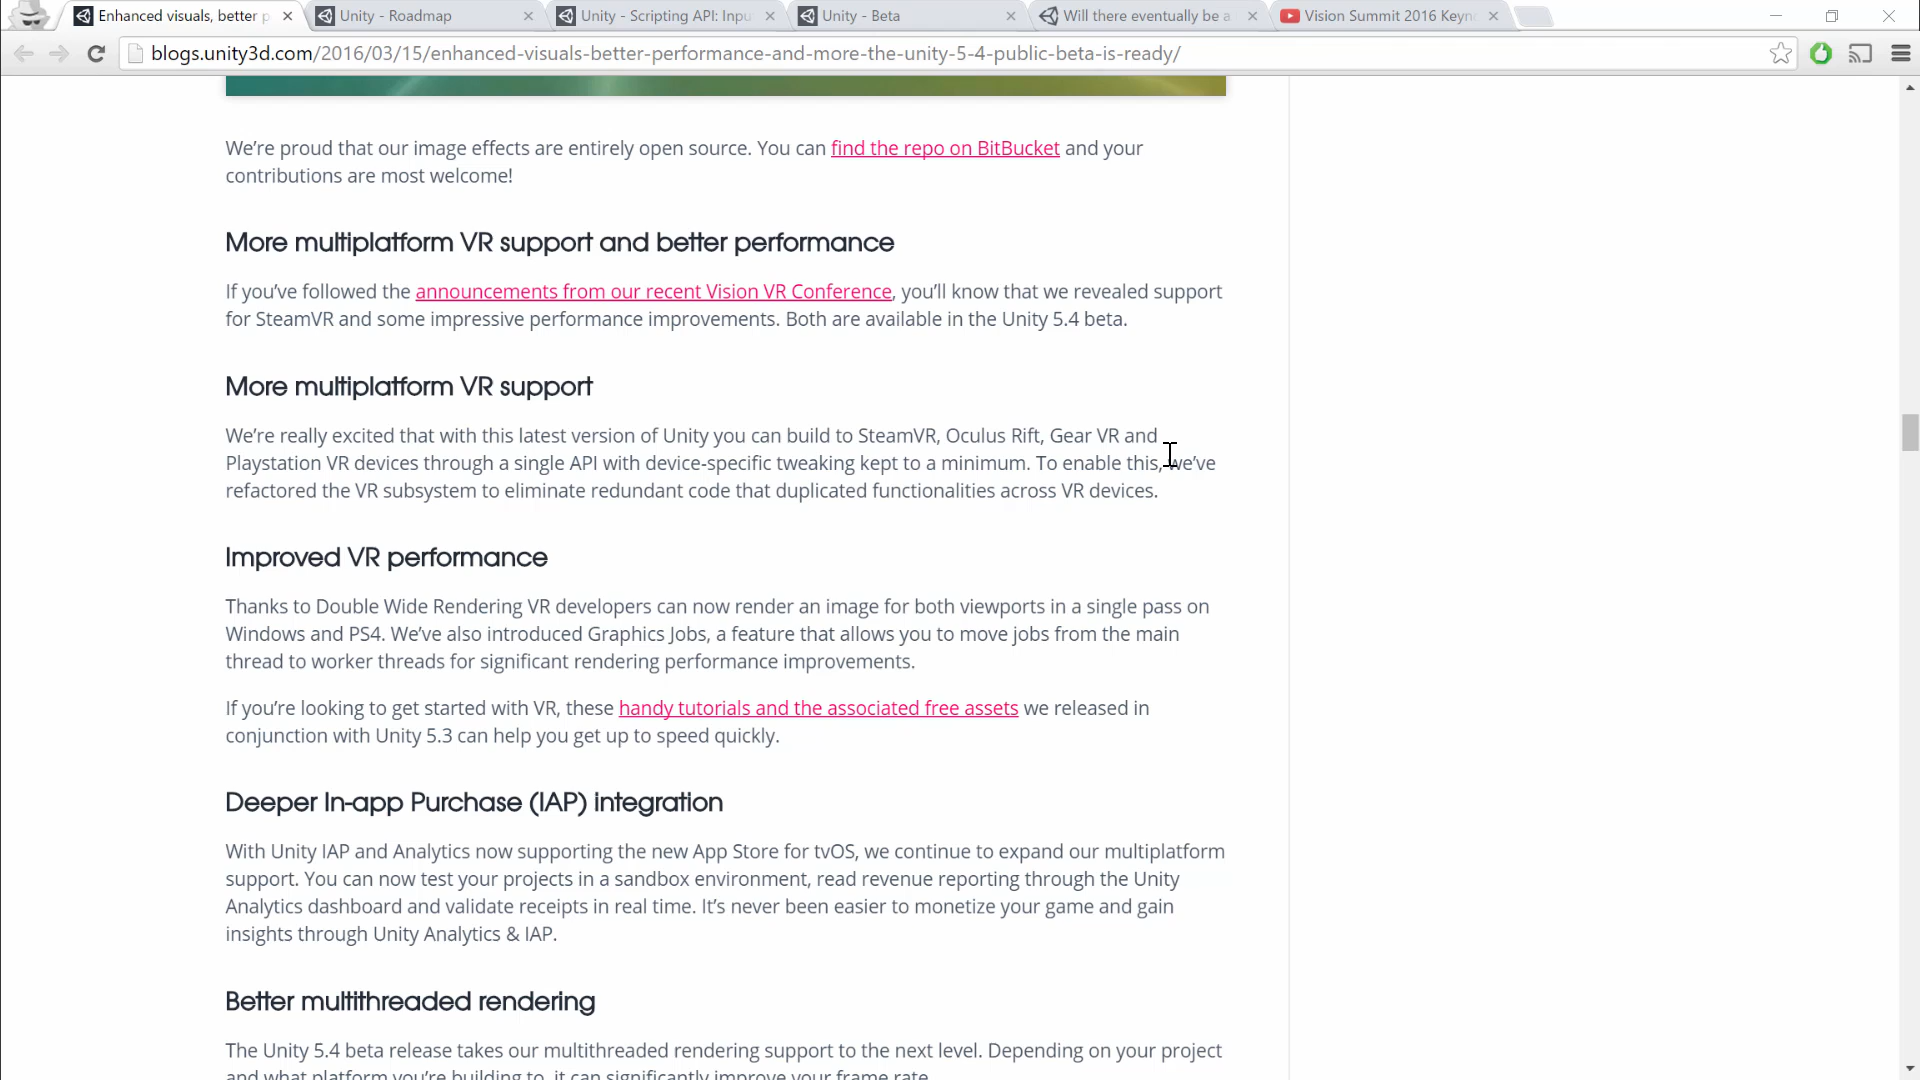 Enhanced visuals, better p
Unity - Roadmap
Unity - Scripting API: Inpu
Unity - Beta
Will there eventually be a
Vision Summit 2016 Keyn
blogs.unity3d.com/2016/03/15/enhanced-visuals-better-performance-and-more-the-unity-5-4-public-beta-is-ready/
We’re proud that our image effects are entirely open source. You can find the repo on BitBucket and your
contributions are most welcome!
More multiplatform VR support and better performance
If you’ve followed the announcements from our recent Vision VR Conference, you’ll know that we revealed support
for SteamVR and some impressive performance improvements. Both are available in the Unity 5.4 beta.
More multiplatform VR support
We’re really excited that with this latest version of Unity you can build to SteamVR, Oculus Rift, Gear VR and
Playstation VR devices through a single API with device-specific tweaking kept to a minimum. To enable this, we’ve
refactored the VR subsystem to eliminate redundant code that duplicated functionalities across VR devices.
Improved VR performance
Thanks to Double Wide Rendering VR developers can now render an image for both viewports in a single pass on
Windows and PS4. We’ve also introduced Graphics Jobs, a feature that allows you to move jobs from the main
thread to worker threads for significant rendering performance improvements.
If you’re looking to get started with VR, these handy tutorials and the associated free assets we released in
conjunction with Unity 5.3 can help you get up to speed quickly.
Deeper In-app Purchase (IAP) integration
With Unity IAP and Analytics now supporting the new App Store for tvOS, we continue to expand our multiplatform
support. You can now test your projects in a sandbox environment, read revenue reporting through the Unity
Analytics dashboard and validate receipts in real time. It’s never been easier to monetize your game and gain
insights through Unity Analytics & IAP.
Better multithreaded rendering
The Unity 5.4 beta release takes our multithreaded rendering support to the next level. Depending on your project
and what platform you’re building to, it can significantly improve your frame rate.